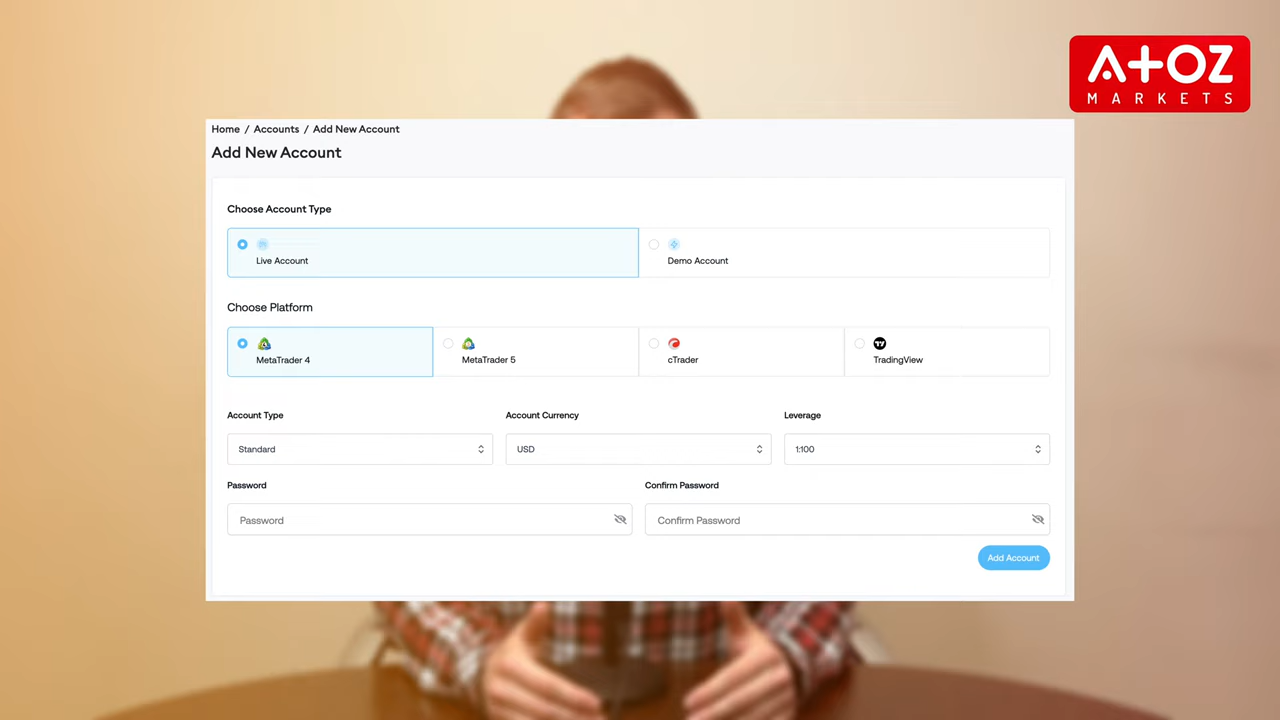 ATOZ
MARKETS
Home / Accounts / Add New Account
Add New Account
Choose Account Type
Live Account
Demo Account
Choose Platform
MetaTrader 4
MetaTrader 5
cTrader
TradingView
Account Type
Account Currency
Leverage
Standard
USD
1:100
Password
Confirm Password
Password
Confirm Password
Add Account